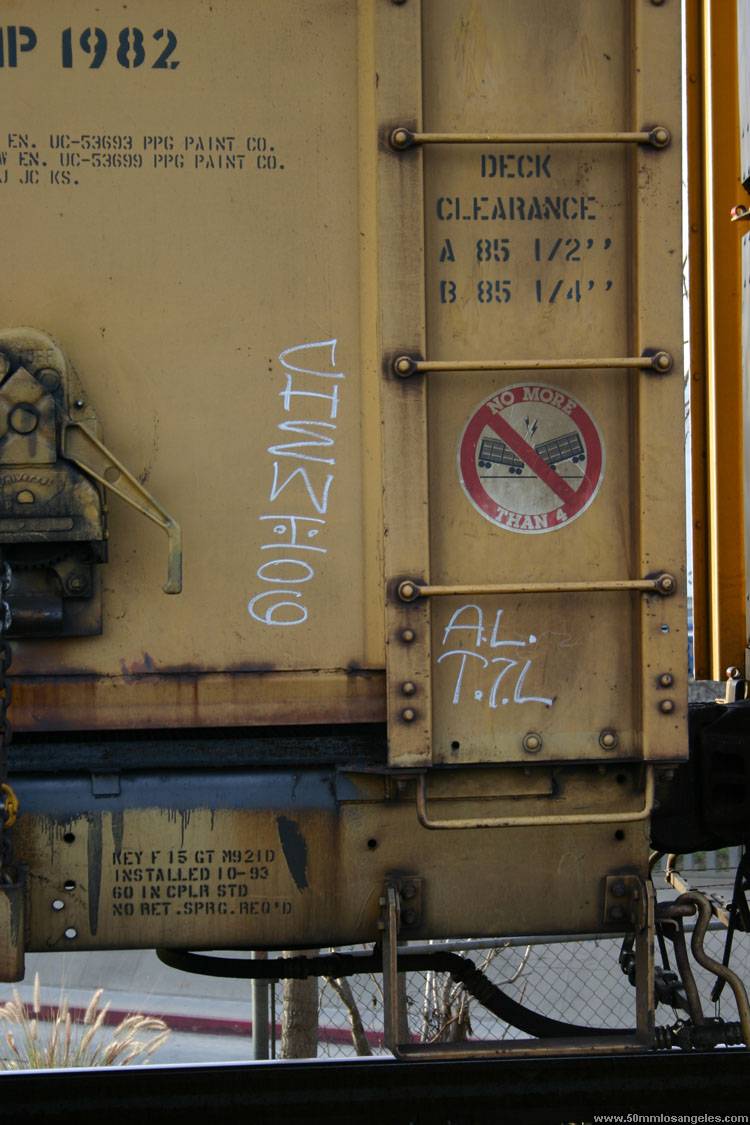 1982
EN. UC-53693 PPG PAINT CO.
EN. UC-53699 PPG PAINT CO.
JC KS.
DECK
CLEARANCE
A 85 1/2''
B 85 1/4''
NO MORE
THAN 4
A.L.
T.7.L
KEY F 15 GT M921D
INSTALLED 10-93
60 IN CPLR STD
NO RET.SPRG.REQ'D
www.50mmlosangeles.com